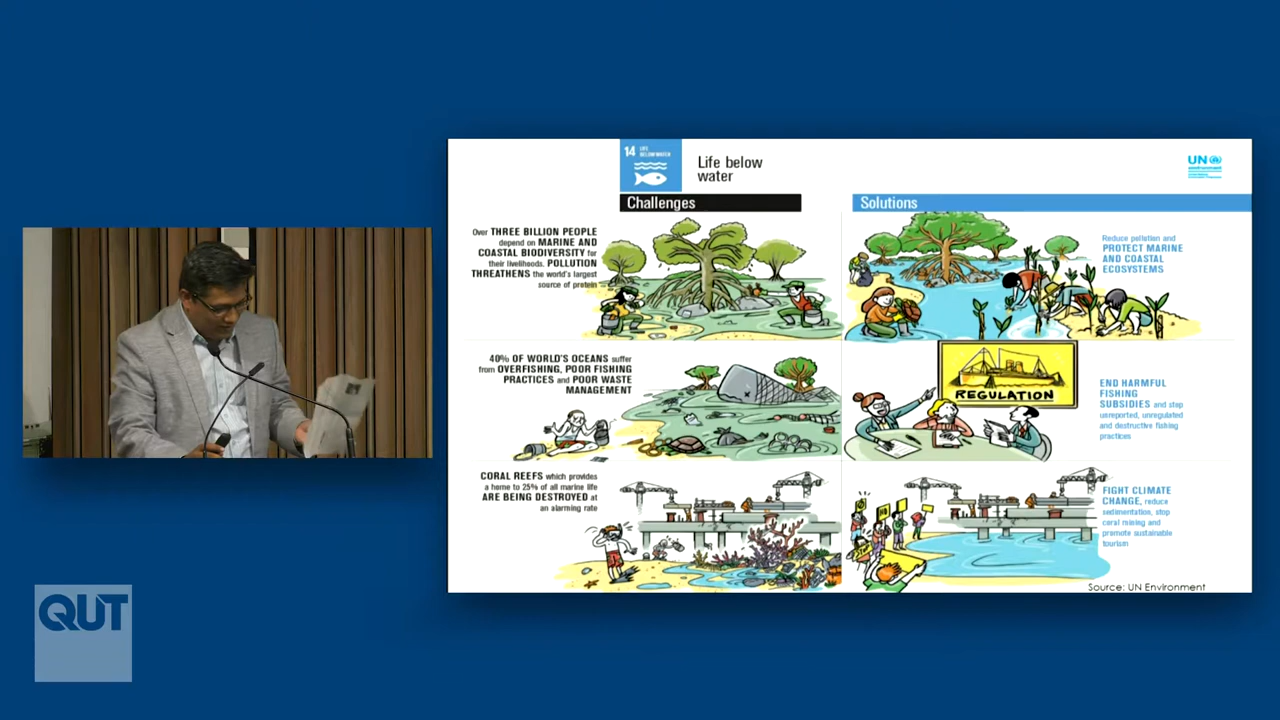 14 LIFE
BELOW WATER
Life below
water
UN
environment
Challenges
Solutions
Over THREE BILLION PEOPLE
depend on MARINE AND
COASTAL BIODIVERSITY for
their livelihoods. POLLUTION
THREATHENS the world's largest
source of protein
Reduce pollution and
PROTECT MARINE
AND COASTAL
ECOSYSTEMS
40% OF WORLD'S OCEANS suffer
from OVERFISHING, POOR FISHING
PRACTICES and POOR WASTE
MANAGEMENT
REGULATION
END HARMFUL
FISHING
SUBSIDIES and stop
unreported, unregulated
and destructive fishing
practices
CORAL REEFS which provides
a home to 25% of all marine life
ARE BEING DESTROYED at
an alarming rate
FIGHT CLIMATE
CHANGE, reduce
sedimentation, stop
coral mining and
promote sustainable
tourism
Source: UN Environment
QUT